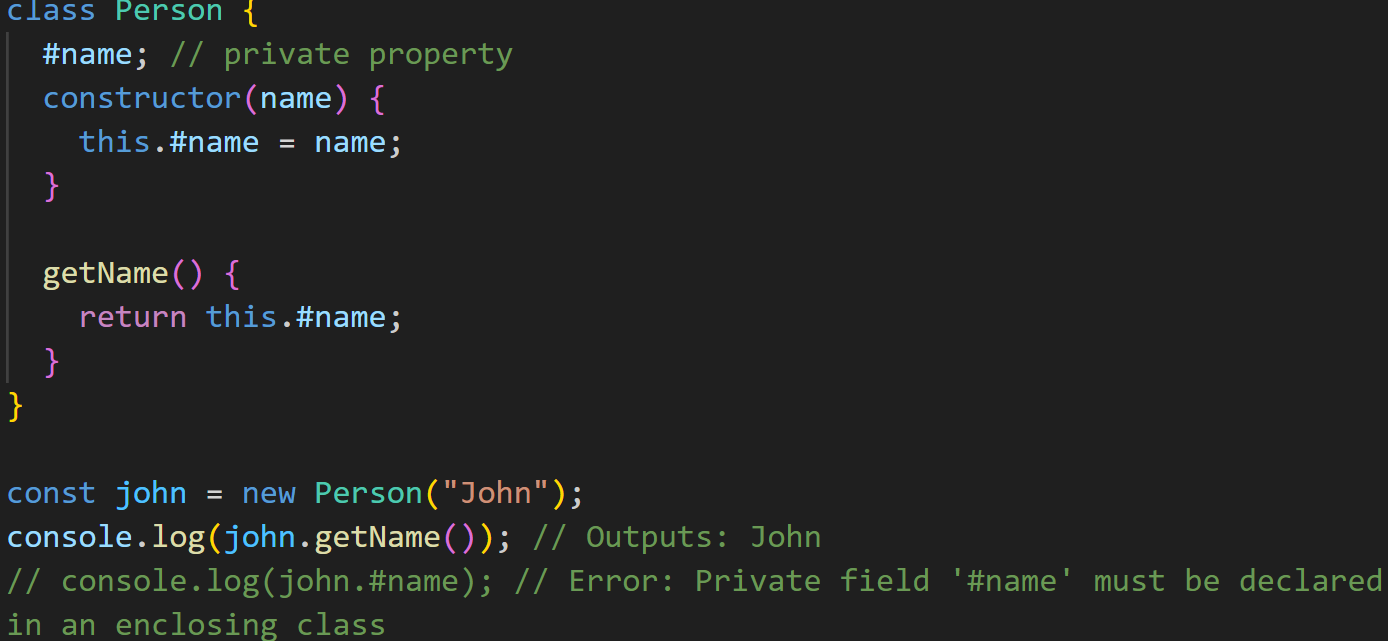 class Person {
  #name; // private property
  constructor(name) {
    this.#name = name;
  }

  getName() {
    return this.#name;
  }
}

const john = new Person("John");
console.log(john.getName()); // Outputs: John
// console.log(john.#name); // Error: Private field '#name' must be declared
in an enclosing class